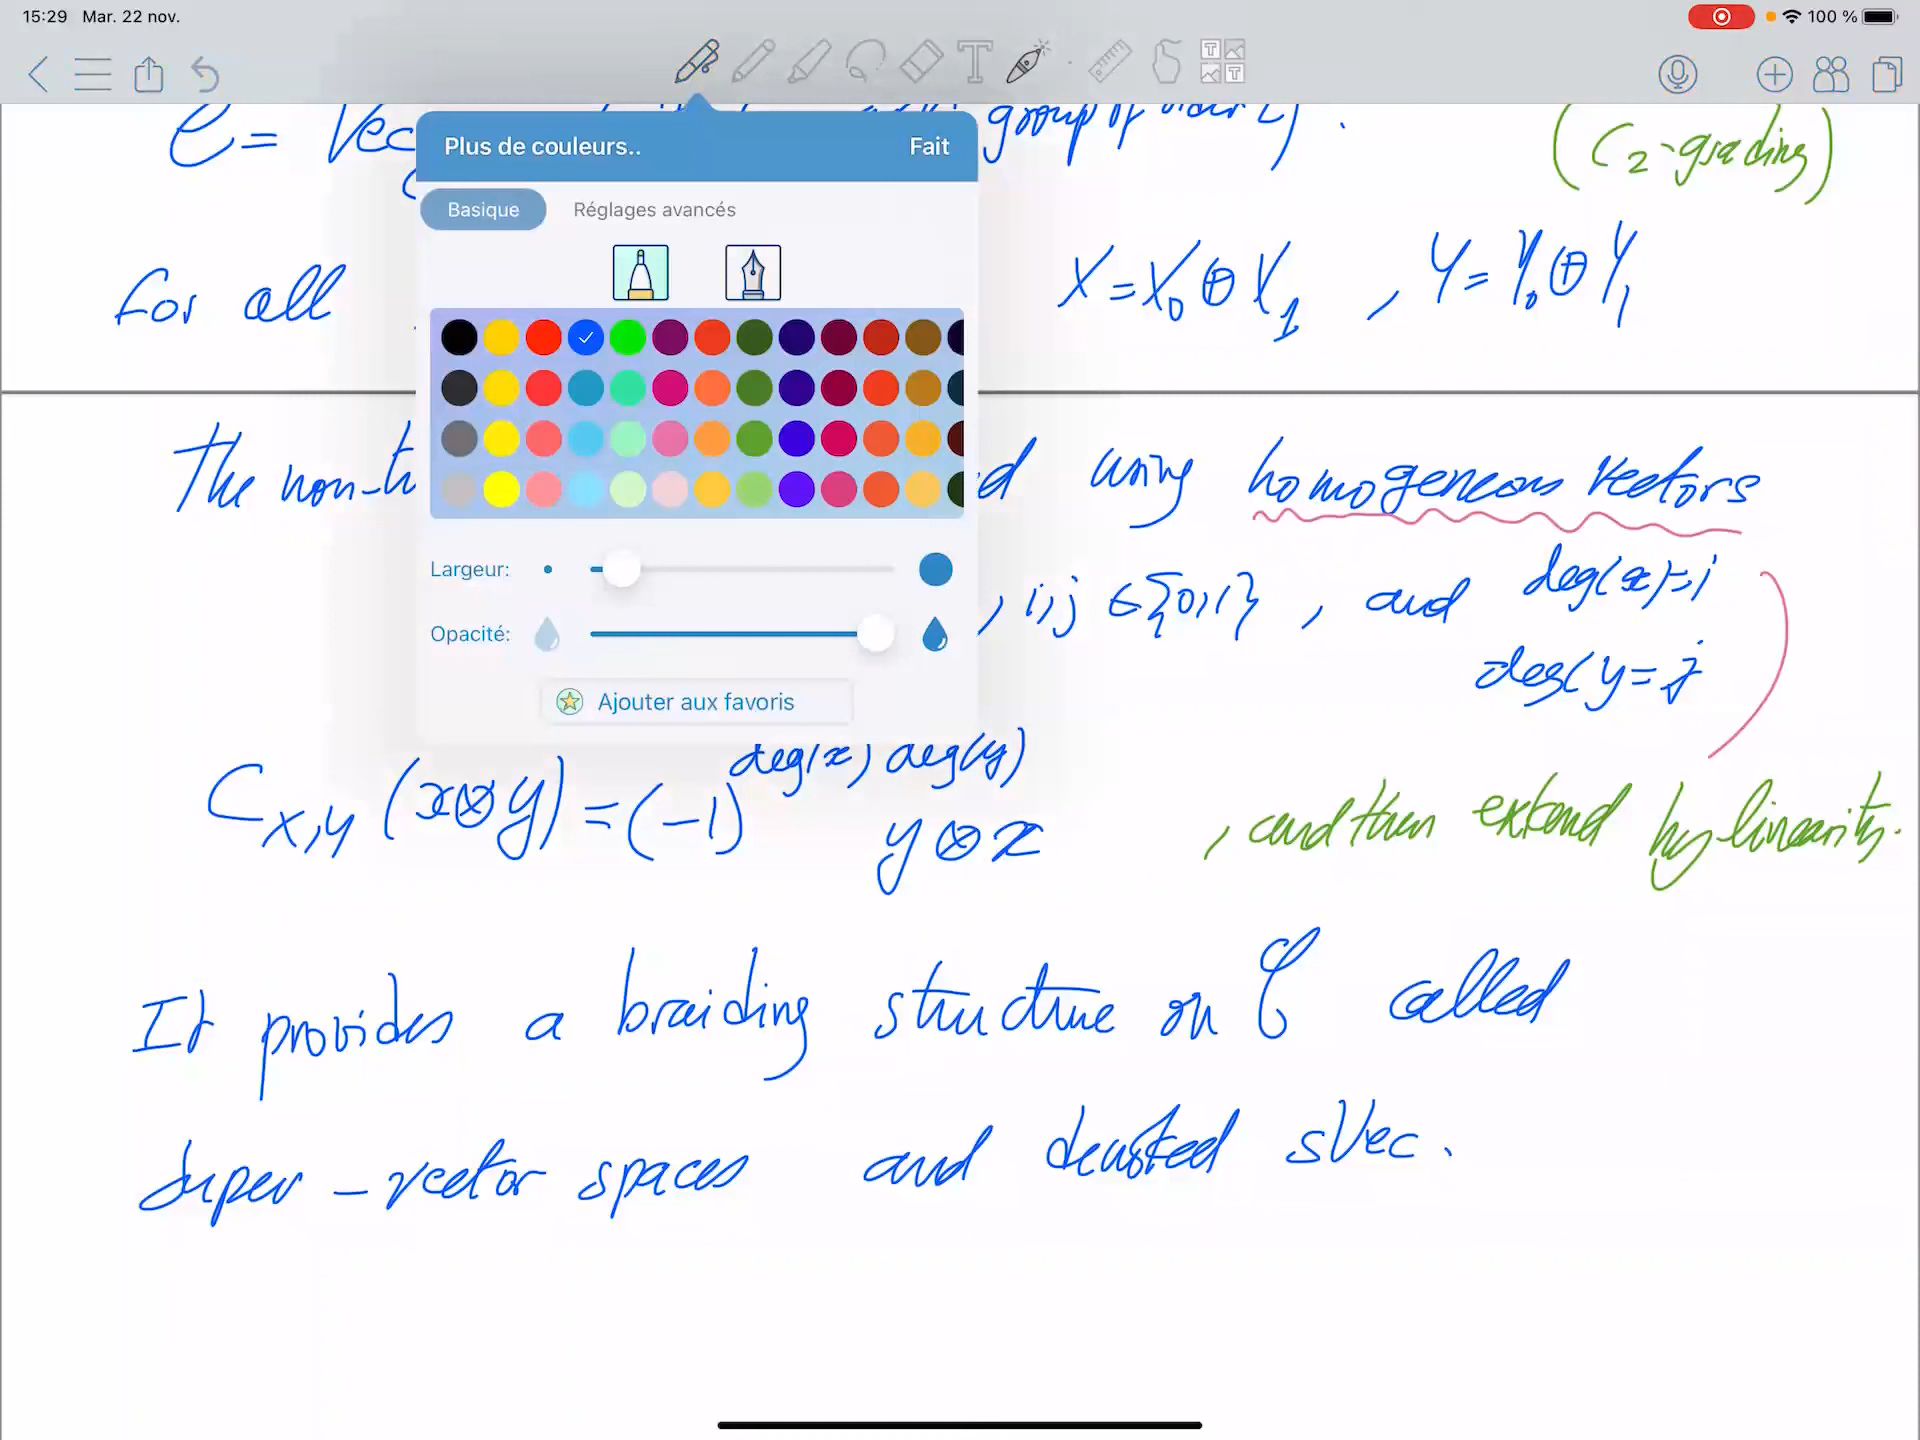 15:29 Mar. 22 nov. 100 %
Plus de couleurs.. Fait
Basique Réglages avancés
Largeur:
Opacité:
Ajouter aux favoris
C = Vec group of order 2) . (C₂-grading)
for all X = X₀ ⊕ X₁ , Y = Y₀ ⊕ Y₁
The non-t d using homogeneous vectors
, i,j ∈ {0,1} , and deg(x)=i
deg(y=j
C_{X,Y} (x⊗y) = (-1)^{deg(x) deg(y)} y⊗x , and then extend by linearity.
It provides a braiding structure on C called
super-vector spaces and denoted sVec.